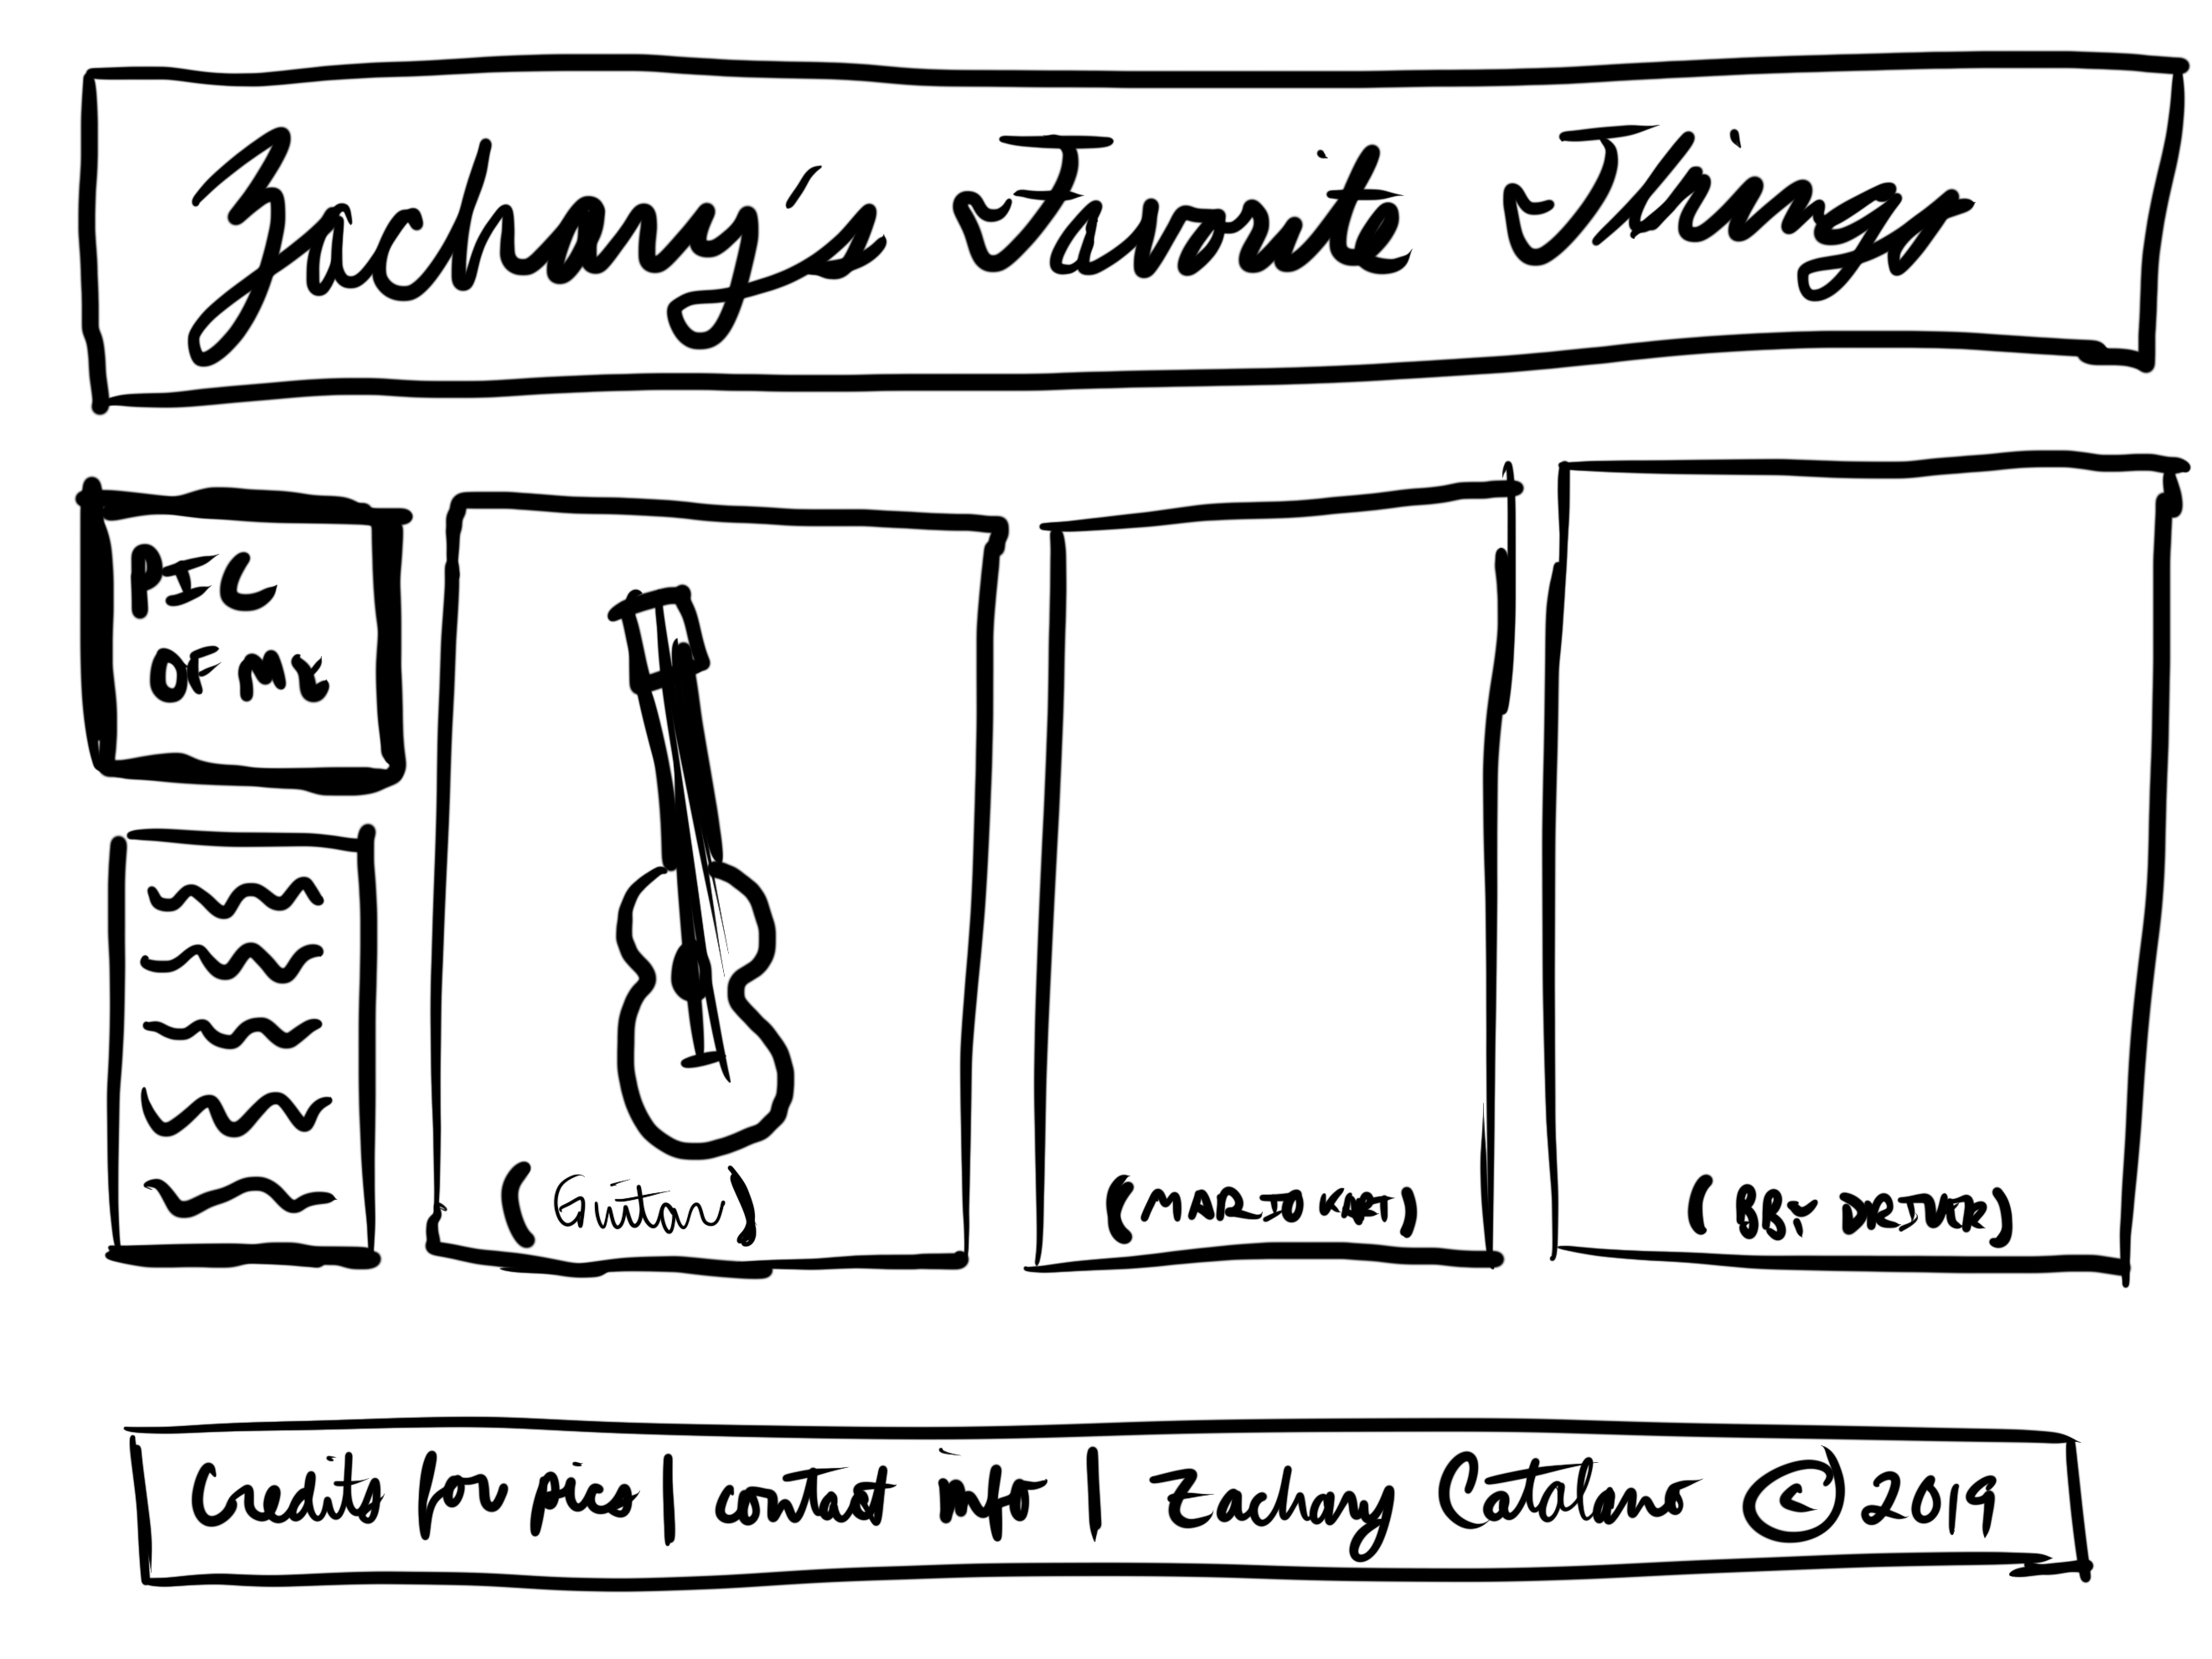 Zachary's Favorite Things
PIC
OF ME
(Guitar)
(MARIO KART)
(BBY DRIVER)
Credits for pics | contact info | Zachary Catalano © 2019